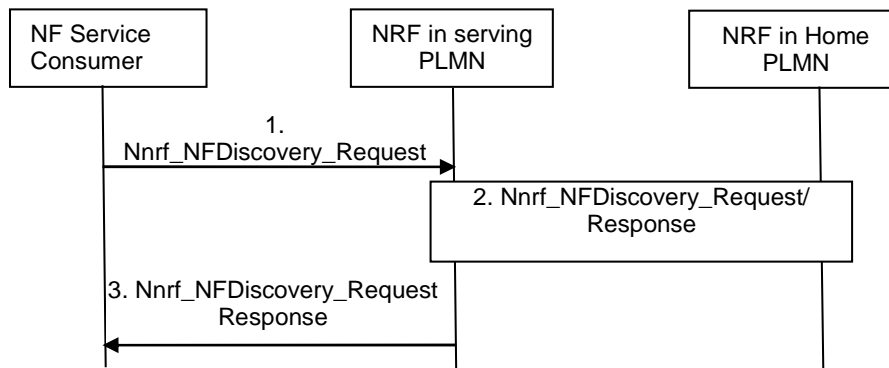 NF Service
Consumer
NRF in serving
PLMN
NRF in Home
PLMN
1.
Nnrf_NFDiscovery_Request
2. Nnrf_NFDiscovery_Request/
Response
3. Nnrf_NFDiscovery_Request
Response